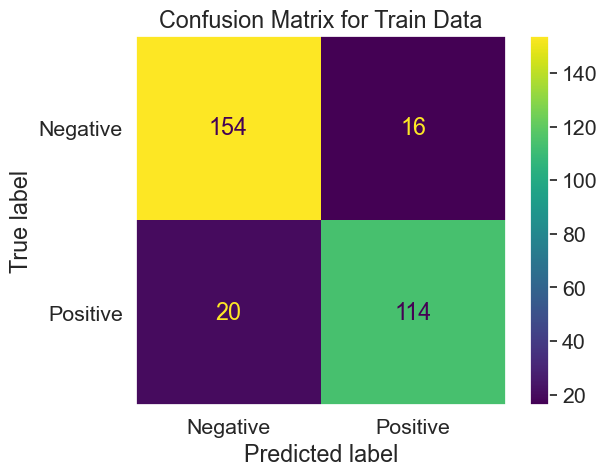 Confusion Matrix for Train Data
True label
Negative
154
16
Positive
20
114
Negative
Positive
Predicted label
140
120
100
80
60
40
20